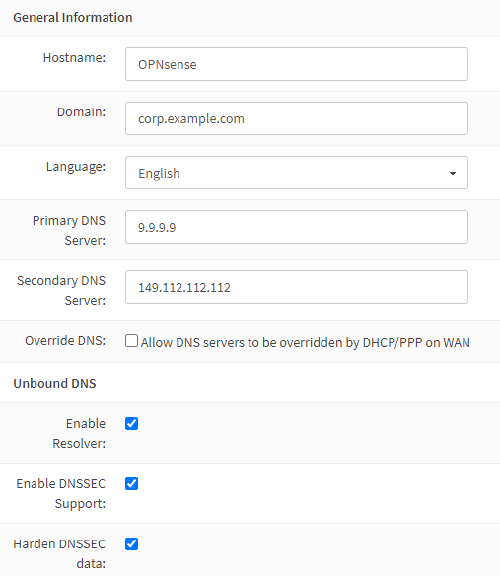 General Information
Hostname:
OPNsense
Domain:
corp.example.com
Language:
English
Primary DNS
Server:
9.9.9.9
Secondary DNS
Server:
149.112.112.112
Override DNS:
Allow DNS servers to be overridden by DHCP/PPP on WAN
Unbound DNS
Enable
Resolver:
Enable DNSSEC
Support:
Harden DNSSEC
data: